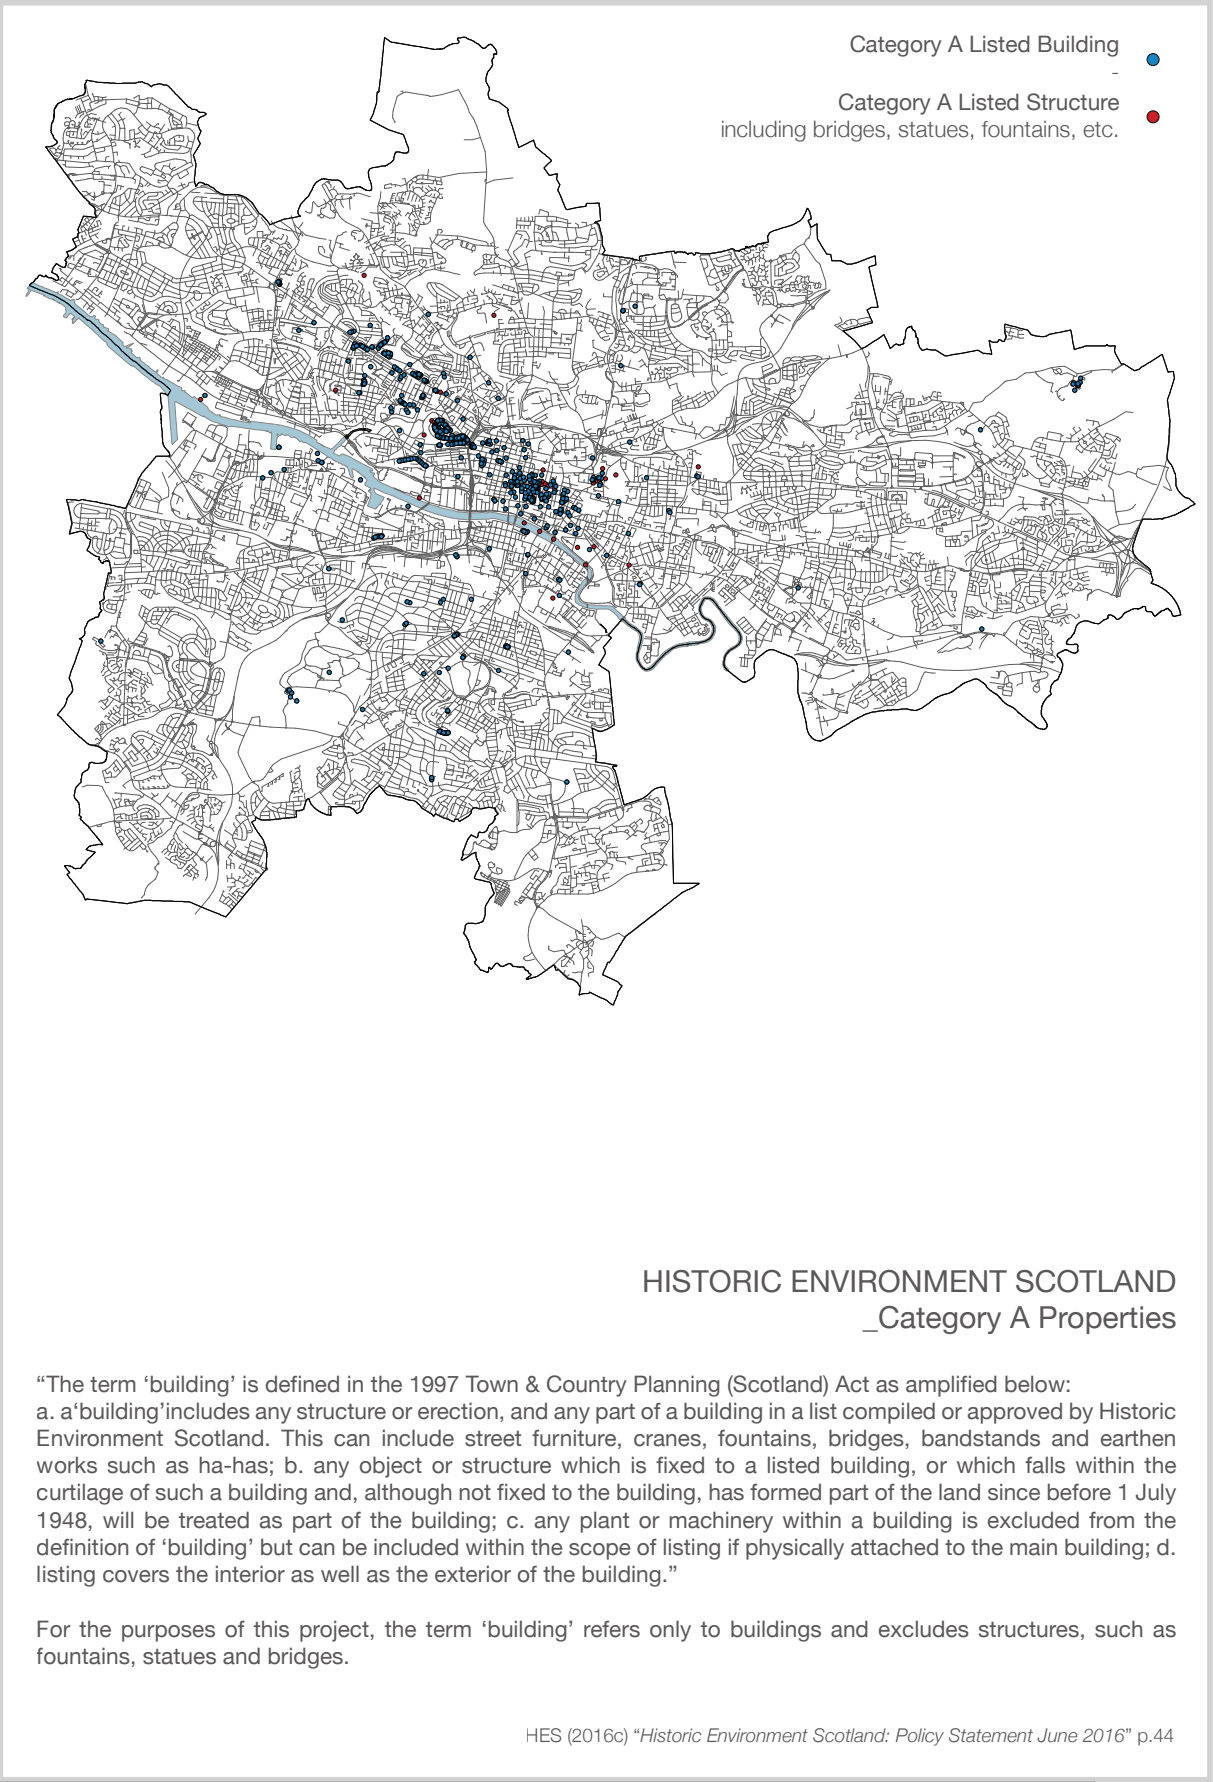 Category A Listed Building
-
Category A Listed Structure
including bridges, statues, fountains, etc.
HISTORIC ENVIRONMENT SCOTLAND
_Category A Properties
“The term ‘building’ is defined in the 1997 Town & Country Planning (Scotland) Act as amplified below:
a. a‘building’includes any structure or erection, and any part of a building in a list compiled or approved by Historic
Environment Scotland. This can include street furniture, cranes, fountains, bridges, bandstands and earthen
works such as ha-has; b. any object or structure which is fixed to a listed building, or which falls within the
curtilage of such a building and, although not fixed to the building, has formed part of the land since before 1 July
1948, will be treated as part of the building; c. any plant or machinery within a building is excluded from the
definition of ‘building’ but can be included within the scope of listing if physically attached to the main building; d.
listing covers the interior as well as the exterior of the building.”
For the purposes of this project, the term ‘building’ refers only to buildings and excludes structures, such as
fountains, statues and bridges.
HES (2016c) “Historic Environment Scotland: Policy Statement June 2016” p.44